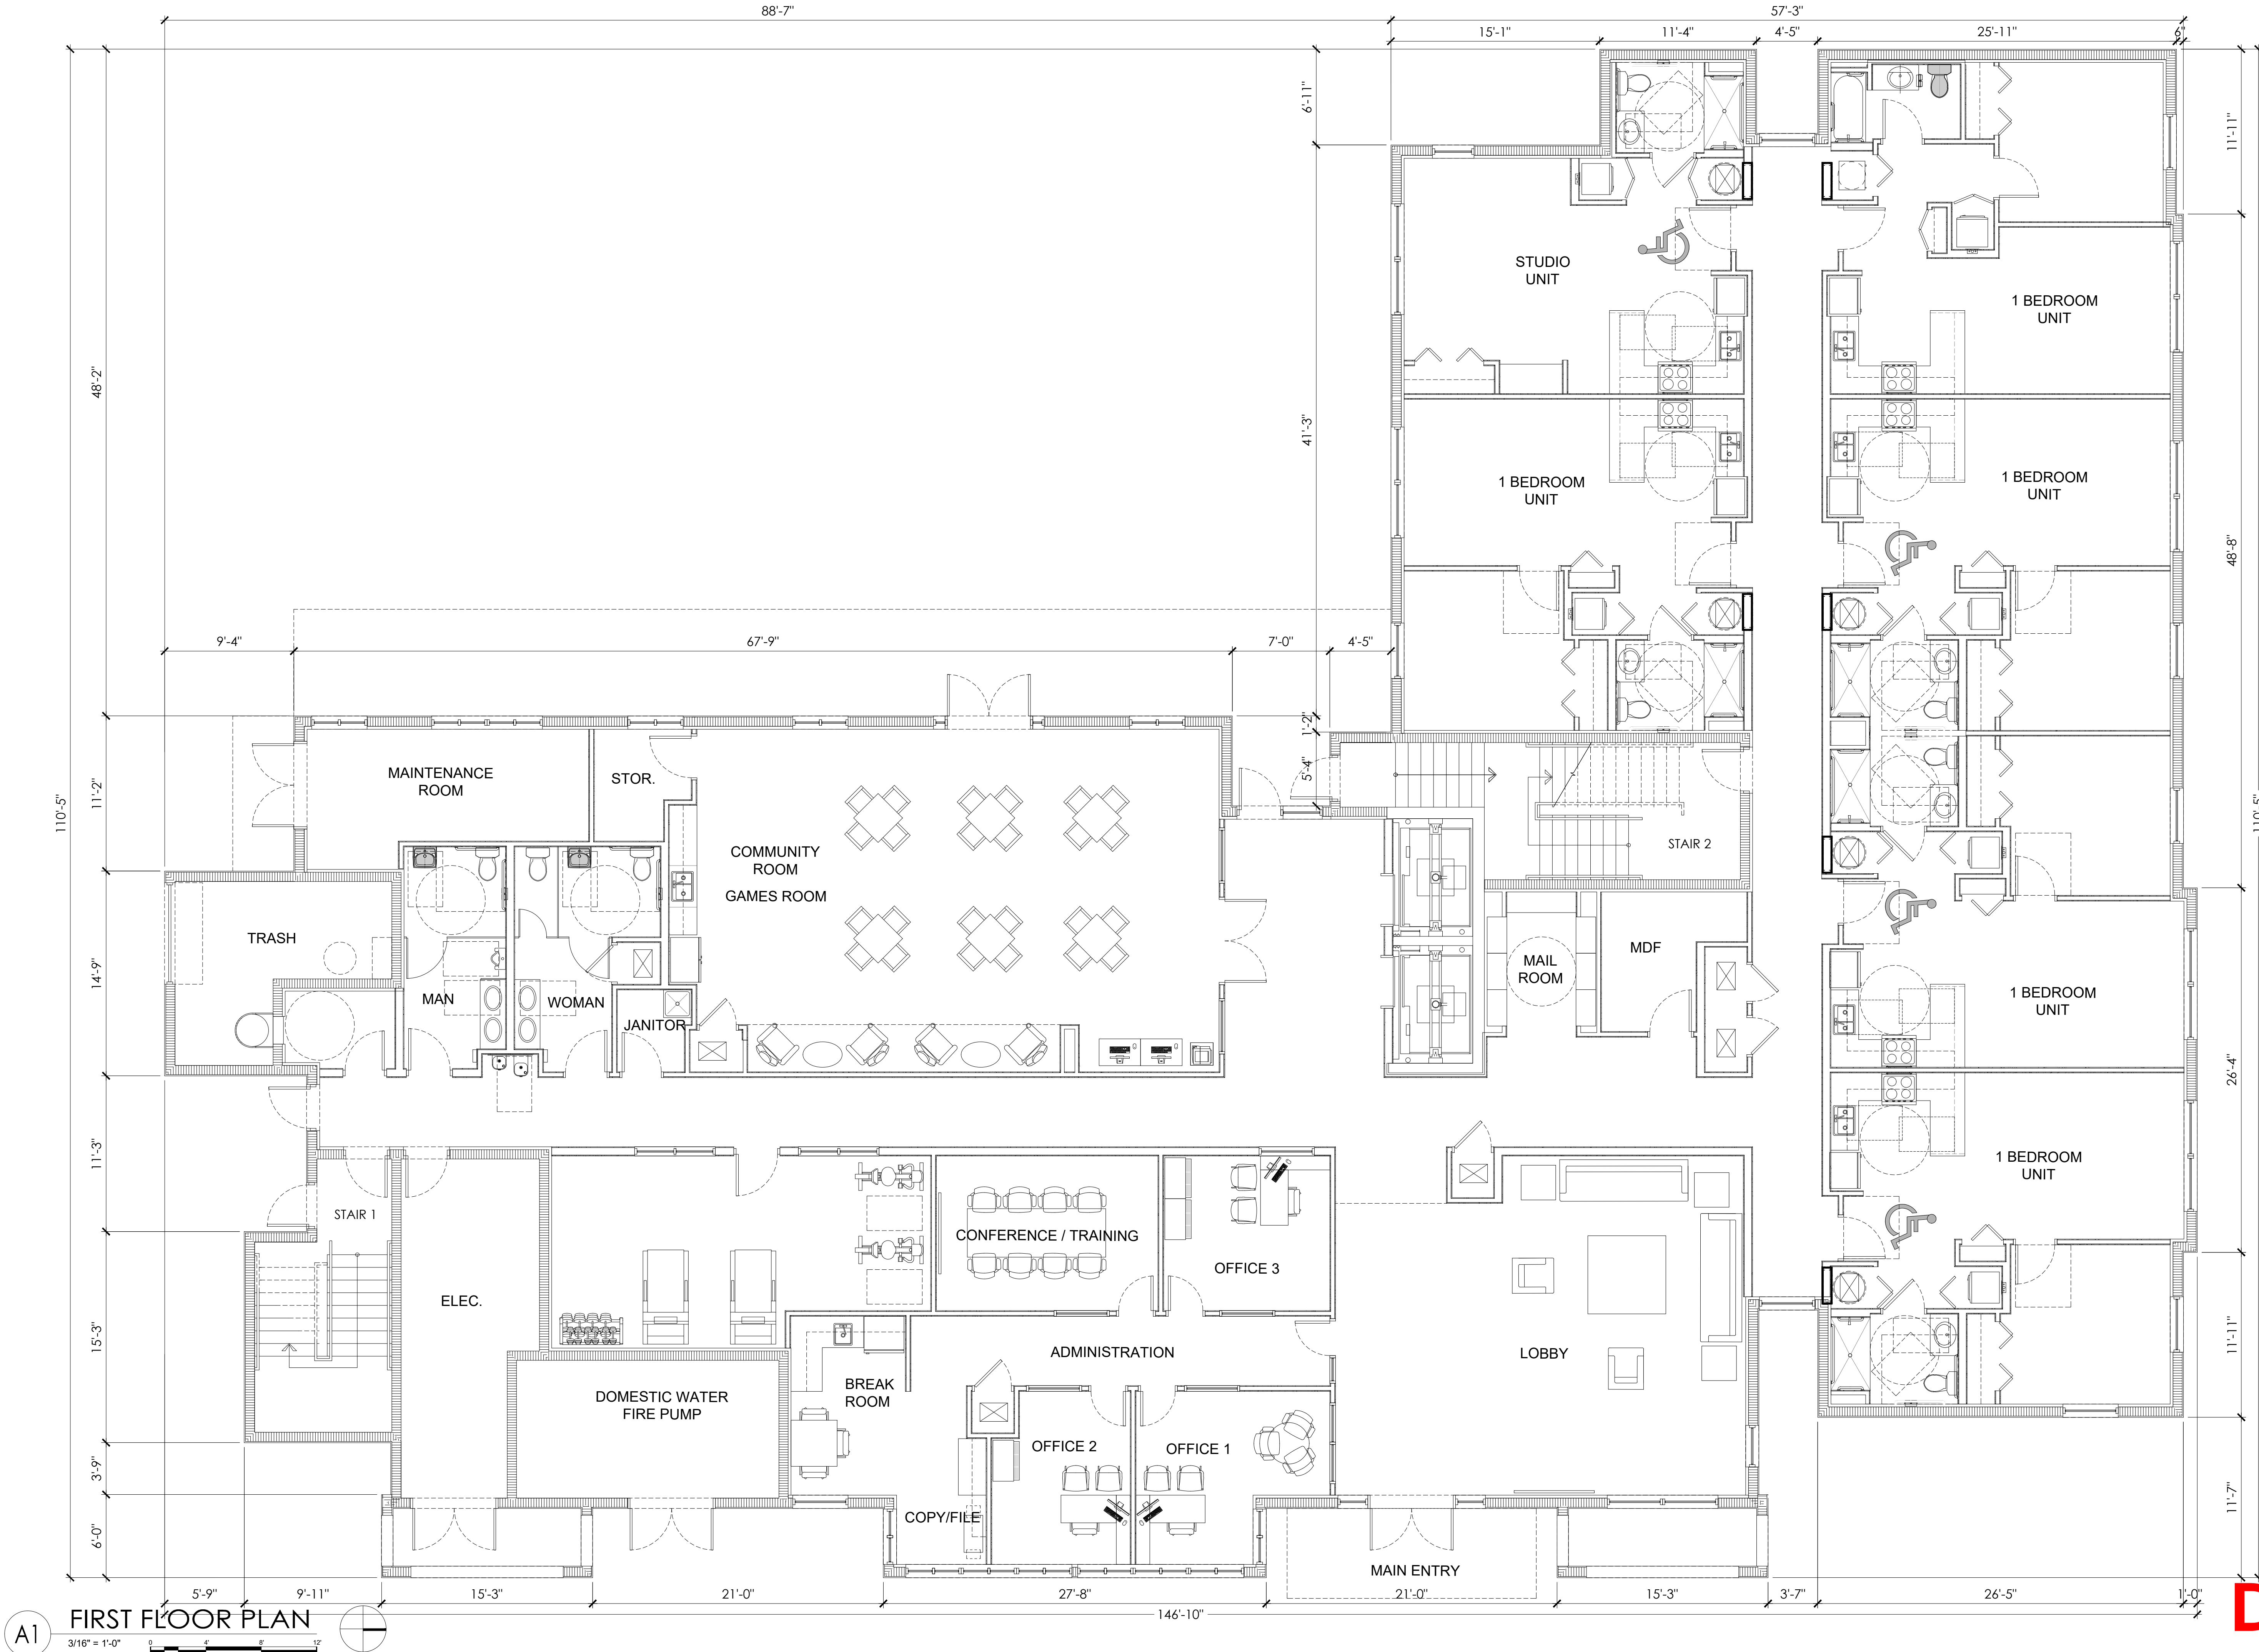 88'-7"
57'-3"
15'-1"
11'-4"
4'-5"
25'-11"
6"
6'-11"
11'-11"
48'-2"
41'-3"
STUDIO
UNIT
1 BEDROOM
UNIT
1 BEDROOM
UNIT
1 BEDROOM
UNIT
48'-8"
9'-4"
67'-9"
7'-0"
4'-5"
1'-2"
5'-4"
110'-5"
110'-5"
11'-2"
MAINTENANCE
ROOM
STOR.
COMMUNITY
ROOM
GAMES ROOM
STAIR 2
TRASH
14'-9"
MAN
WOMAN
JANITOR
MAIL
ROOM
MDF
1 BEDROOM
UNIT
26'-4"
11'-3"
1 BEDROOM
UNIT
STAIR 1
CONFERENCE / TRAINING
OFFICE 3
ELEC.
15'-3"
ADMINISTRATION
LOBBY
11'-11"
DOMESTIC WATER
FIRE PUMP
BREAK
ROOM
OFFICE 2
OFFICE 1
3'-9"
6'-0"
COPY/FILE
11'-7"
MAIN ENTRY
5'-9"
9'-11"
15'-3"
21'-0"
27'-8"
21'-0"
15'-3"
3'-7"
26'-5"
1'-0"
146'-10"
A1
FIRST FLOOR PLAN
3/16" = 1'-0"
0 4' 8' 12'
D